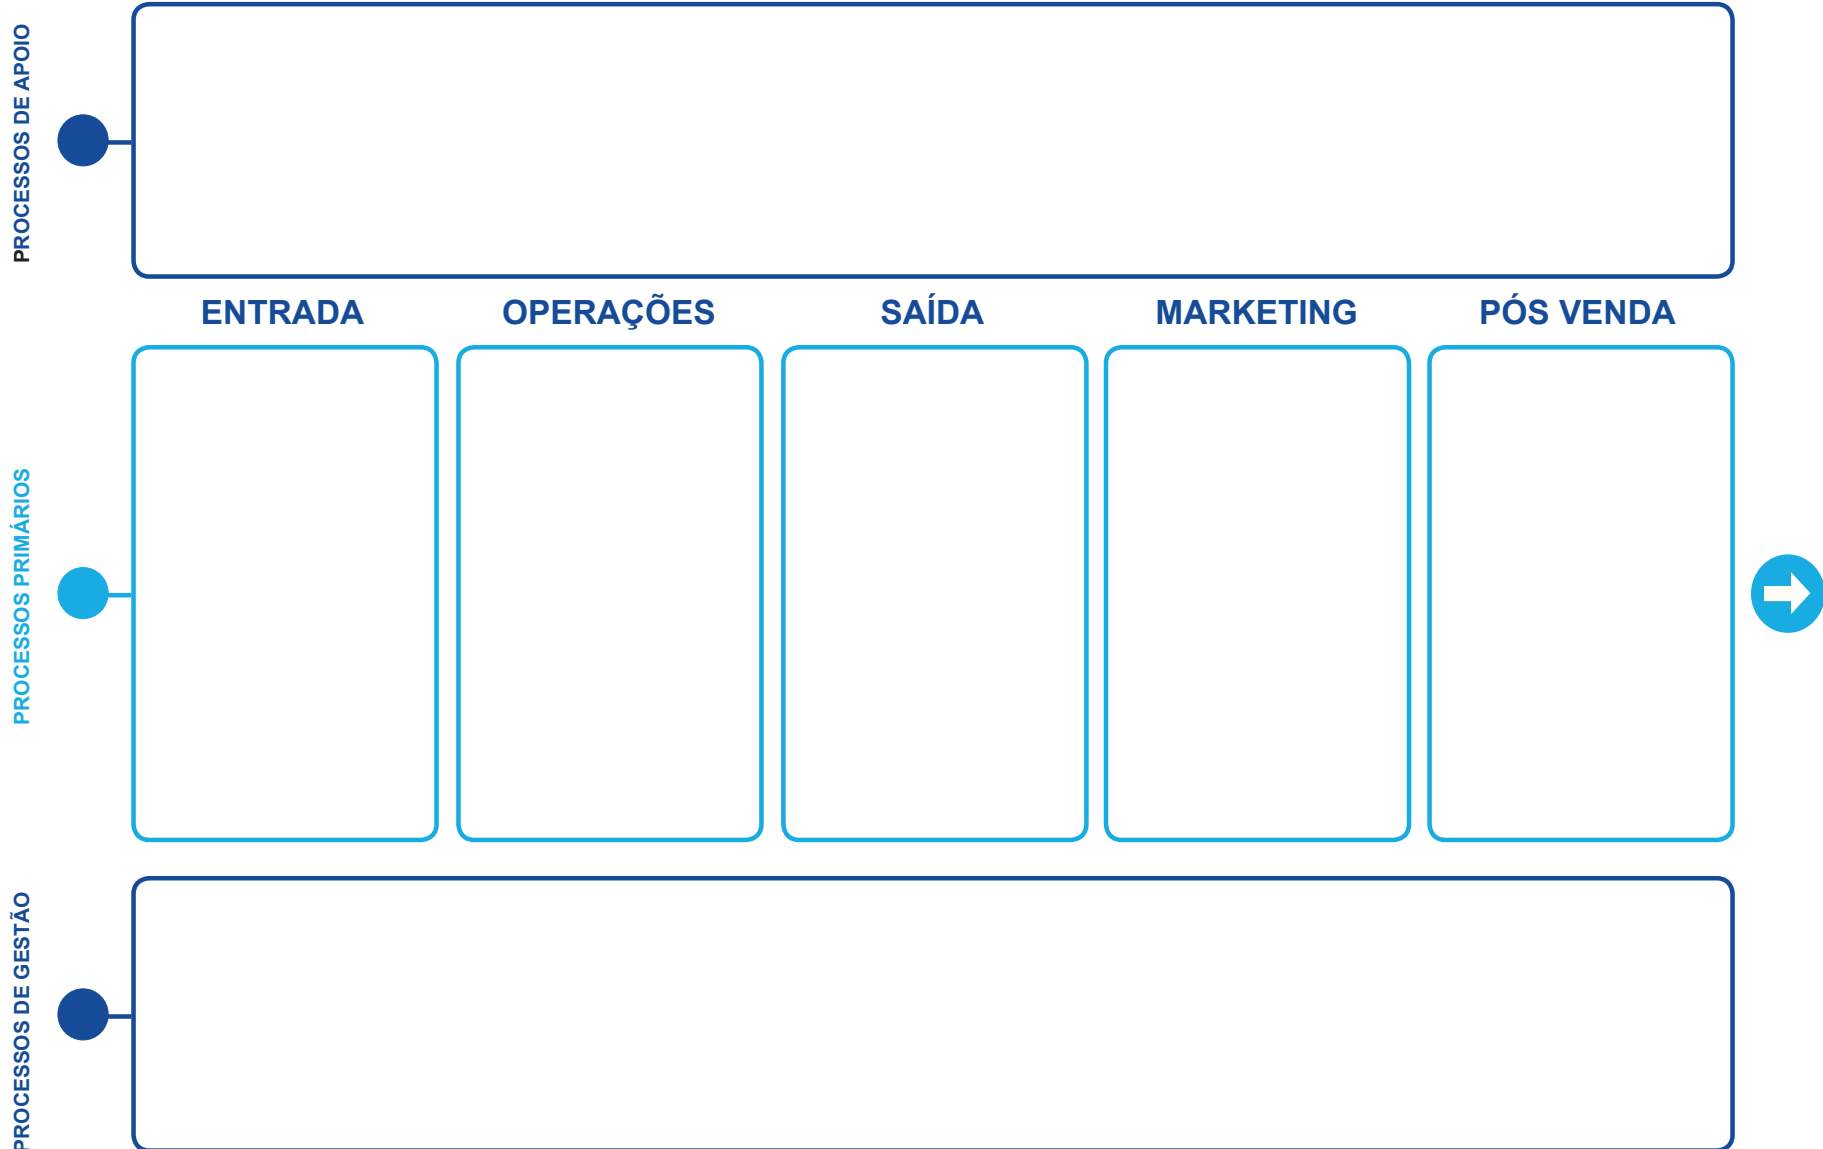 PROCESSOS DE APOIO
ENTRADA
OPERAÇÕES
SAÍDA
MARKETING
PÓS VENDA
PROCESSOS PRIMÁRIOS
PROCESSOS DE GESTÃO